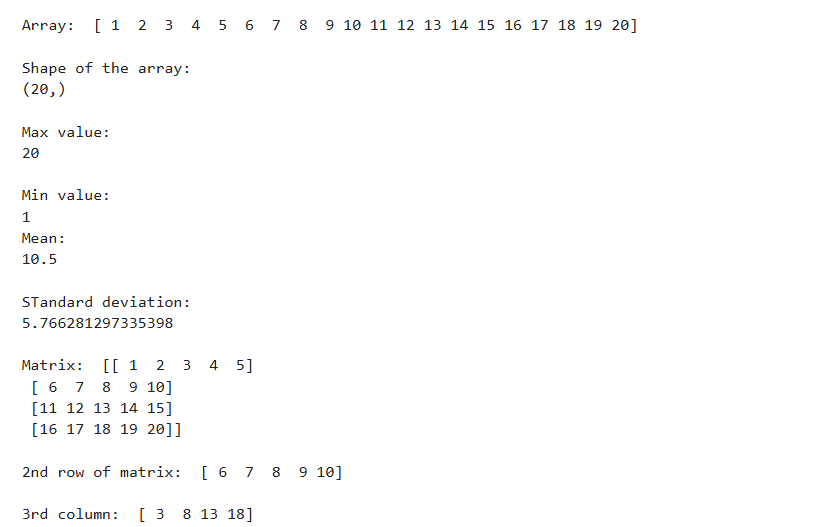 Array:  [ 1  2  3  4  5  6  7  8  9 10 11 12 13 14 15 16 17 18 19 20]
Shape of the array:
(20,)
Max value:
20
Min value:
1
Mean:
10.5
STandard deviation:
5.766281297335398
Matrix:  [[ 1  2  3  4  5]
 [ 6  7  8  9 10]
 [11 12 13 14 15]
 [16 17 18 19 20]]
2nd row of matrix:  [ 6  7  8  9 10]
3rd column:  [ 3  8 13 18]